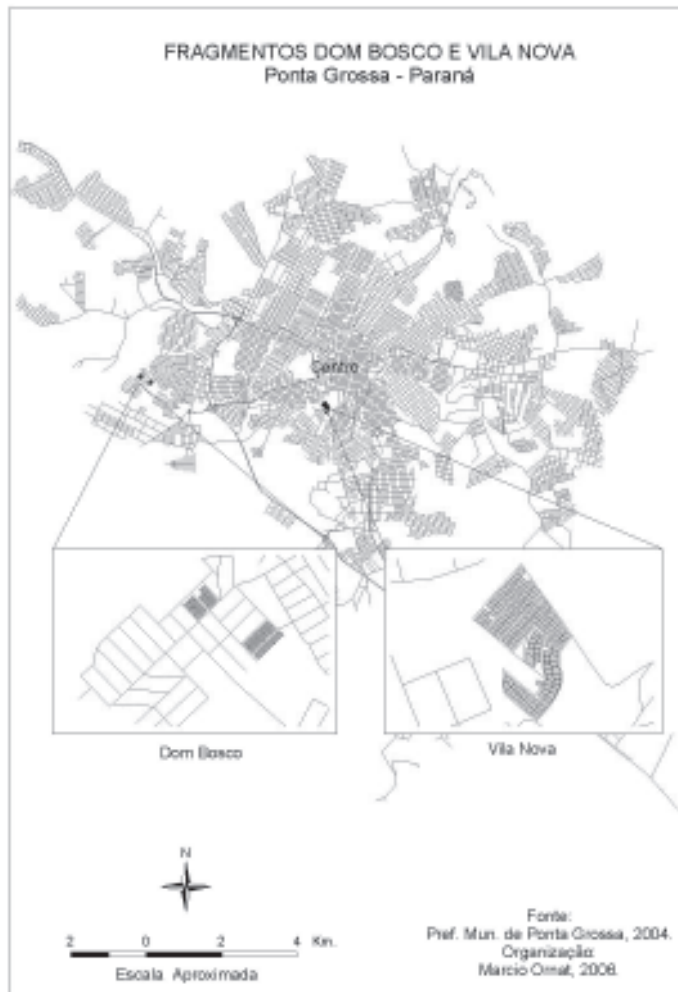 FRAGMENTOS DOM BOSCO E VILA NOVA
Ponta Grossa - Paraná
Centro
Dom Bosco
Vila Nova
N
2 0 2 4 Km.
Escala Aproximada
Fonte:
Pref. Mun. de Ponta Grossa, 2004.
Organização
Marcio Ornat, 2006.